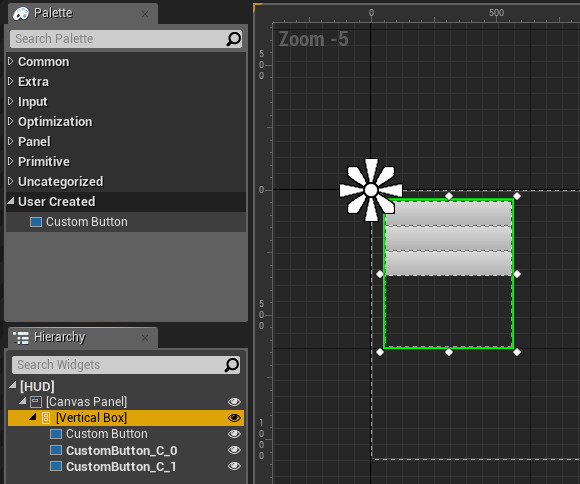 Palette
Search Palette
Common
Extra
Input
Optimization
Panel
Primitive
Uncategorized
User Created
Custom Button
Hierarchy
Search Widgets
[HUD]
[Canvas Panel]
[Vertical Box]
Custom Button
CustomButton_C_0
CustomButton_C_1
0
500
Zoom -5
500
0
500
1000